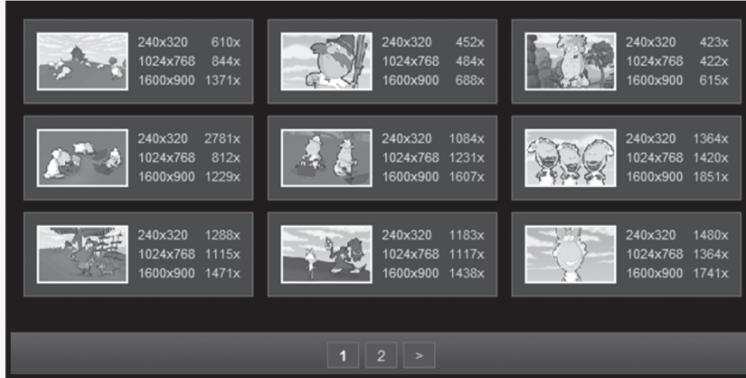 240x320 610x
1024x768 844x
1600x900 1371x
240x320 452x
1024x768 484x
1600x900 688x
240x320 423x
1024x768 422x
1600x900 615x
240x320 2781x
1024x768 812x
1600x900 1229x
240x320 1084x
1024x768 1231x
1600x900 1607x
240x320 1364x
1024x768 1420x
1600x900 1851x
240x320 1288x
1024x768 1115x
1600x900 1471x
240x320 1183x
1024x768 1117x
1600x900 1438x
240x320 1480x
1024x768 1364x
1600x900 1741x
1 2 >